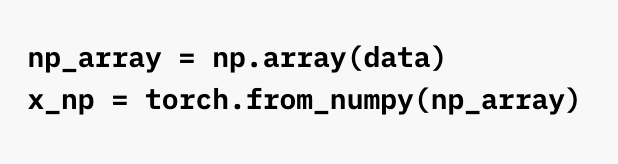 np_array = np.array(data)
x_np = torch.from_numpy(np_array)